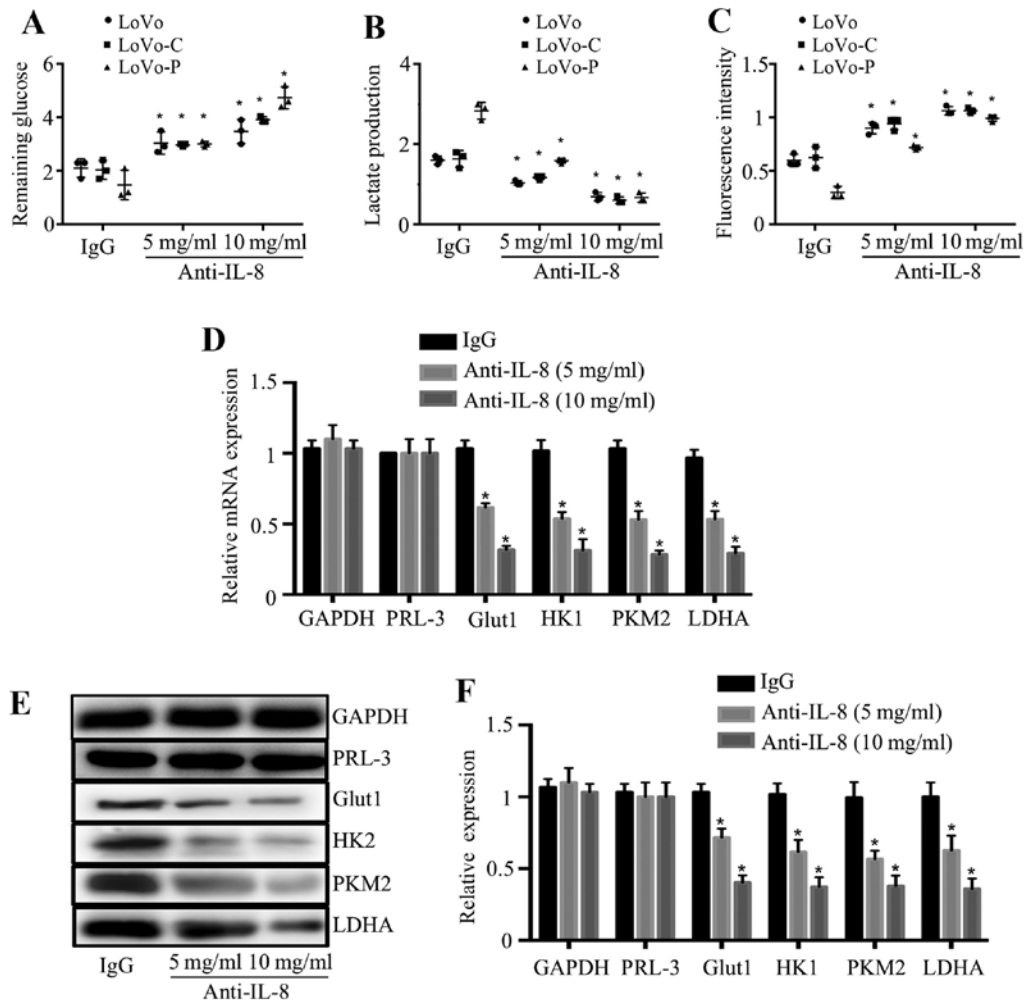 A
LoVo
LoVo-C
LoVo-P
Remaining glucose
6
4
2
0
*
*
*
*
*
*
IgG
5 mg/ml 10 mg/ml
Anti-IL-8
B
LoVo
LoVo-C
LoVo-P
Lactate production
4
2
0
*
*
*
*
*
*
IgG
5 mg/ml 10 mg/ml
Anti-IL-8
C
LoVo
LoVo-C
LoVo-P
Fluorescence intensity
1.5
1
0.5
0
*
*
*
*
*
*
IgG
5 mg/ml 10 mg/ml
Anti-IL-8
D
IgG
Anti-IL-8 (5 mg/ml)
Anti-IL-8 (10 mg/ml)
Relative mRNA expression
1.5
1
0.5
0
*
*
*
*
*
*
*
*
GAPDH PRL-3 Glut1 HK1 PKM2 LDHA
E
GAPDH
PRL-3
Glut1
HK2
PKM2
LDHA
IgG 5 mg/ml 10 mg/ml
Anti-IL-8
F
IgG
Anti-IL-8 (5 mg/ml)
Anti-IL-8 (10 mg/ml)
Relative expression
1.5
1
0.5
0
*
*
*
*
*
*
*
*
GAPDH PRL-3 Glut1 HK1 PKM2 LDHA